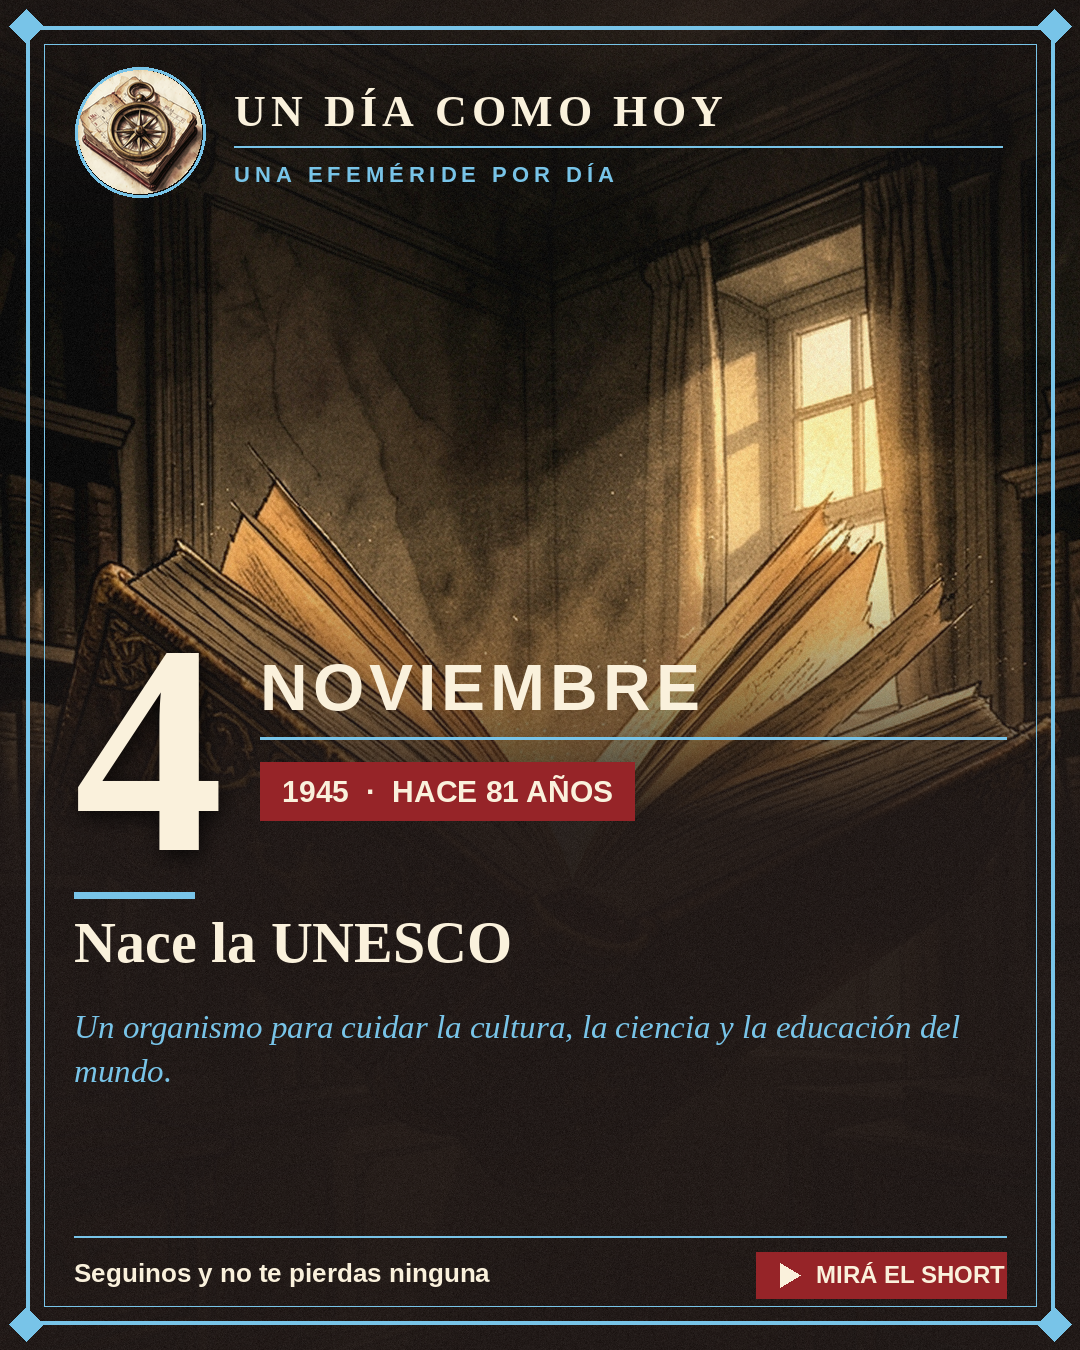 UN DÍA COMO HOY
UNA EFEMÉRIDE POR DÍA
4
NOVIEMBRE
1945 · HACE 81 AÑOS
Nace la UNESCO
Un organismo para cuidar la cultura, la ciencia y la educación del
mundo.
Seguinos y no te pierdas ninguna
MIRÁ EL SHORT